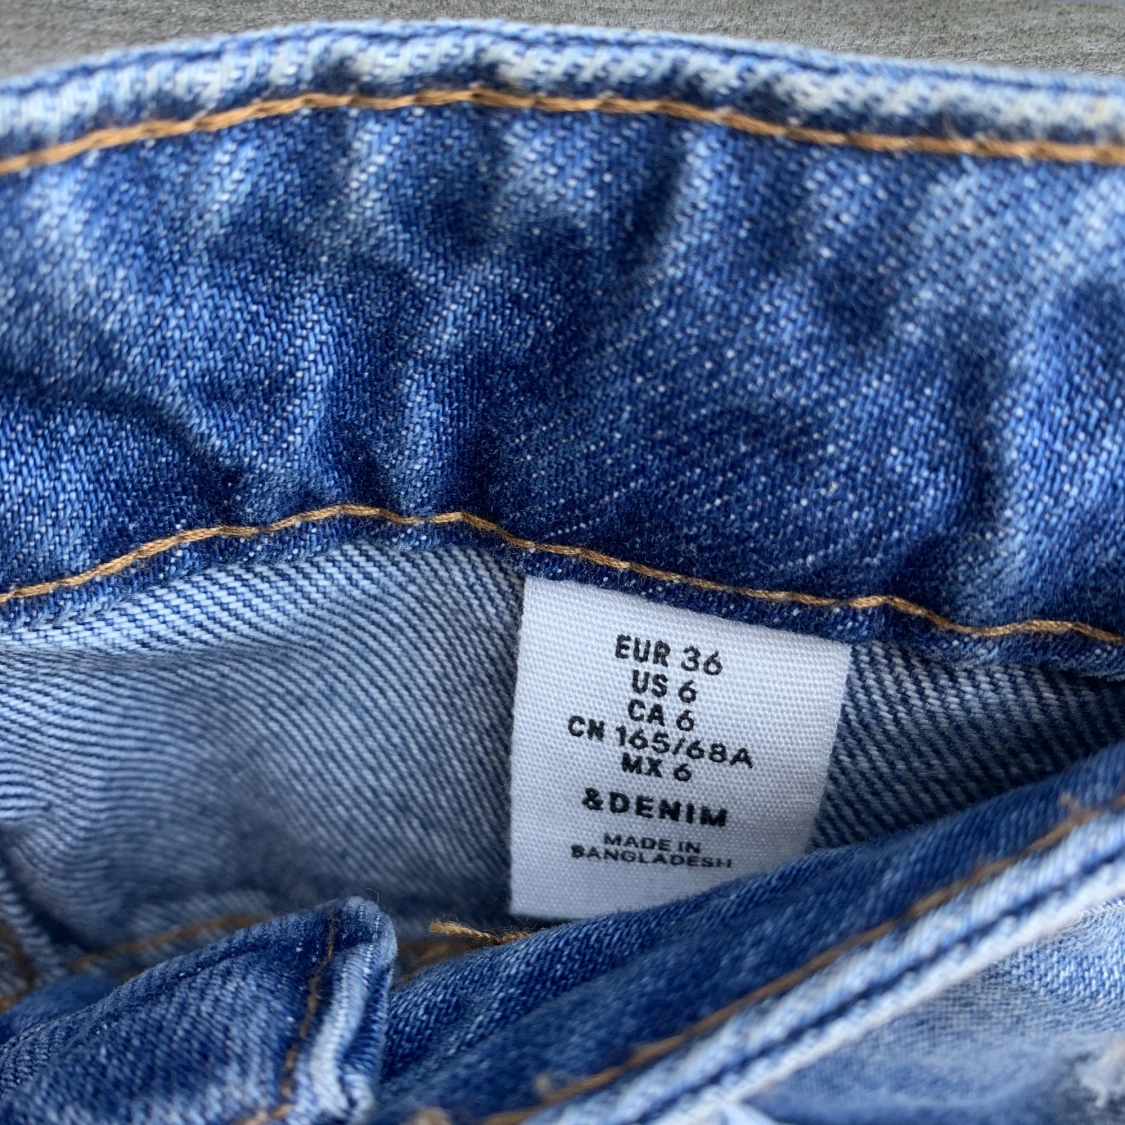 EUR 36
US 6
CA 6
CN 165/68A
MX 6
&DENIM
MADE IN
BANGLADESH